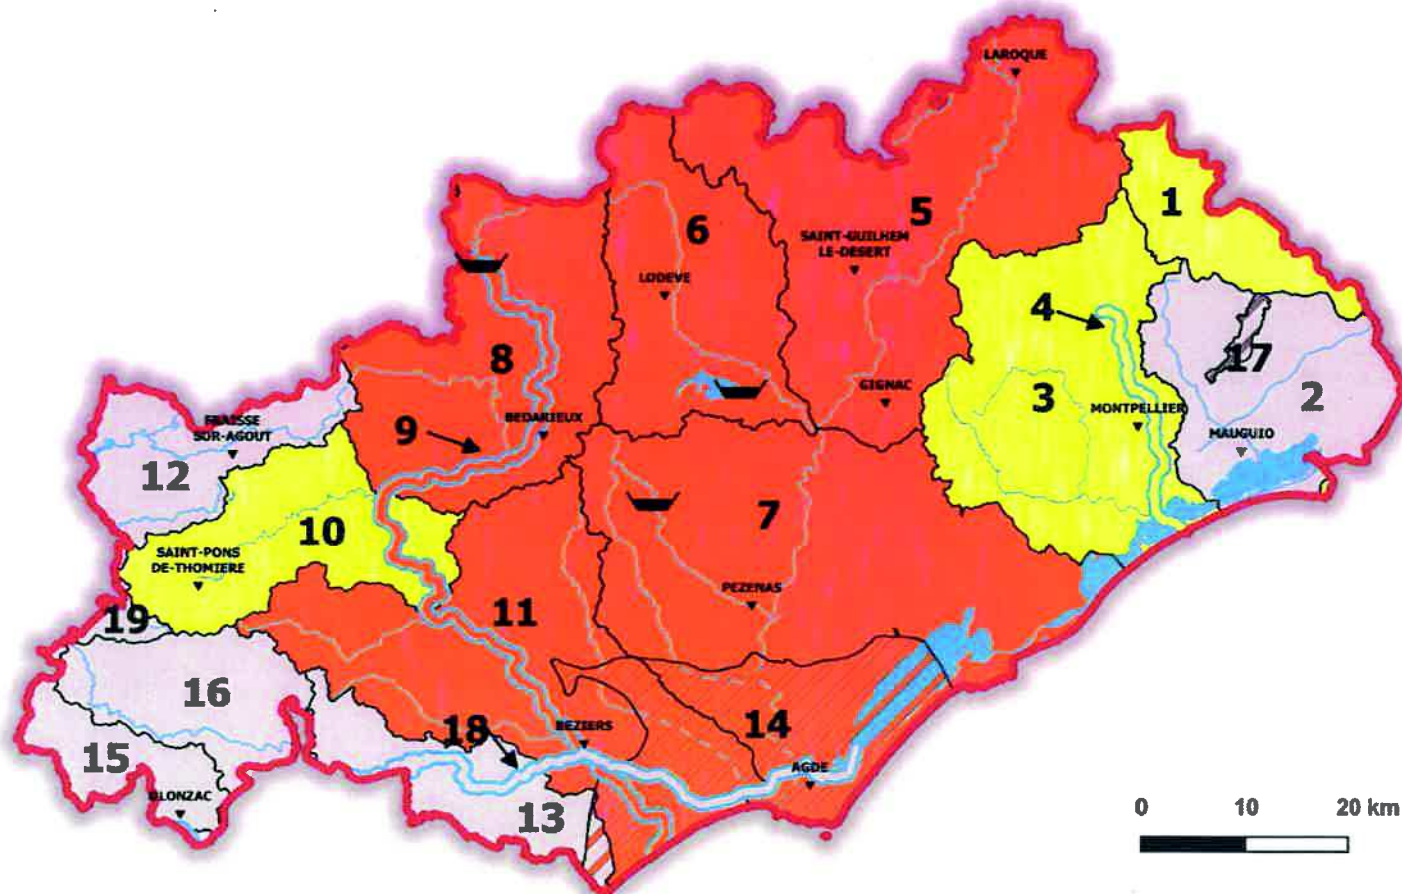 LAROQUE
1
5
6
SAINT-GUILHEM
LE-DESERT
LODEVE
4
17
8
GIGNAC
3
2
MONTPELLIER
BEDARIEUX
FRAISSE
SUR-AGOUT
9
MAUGUIO
12
7
10
SAINT-PONS
DE-THOMIERE
PEZENAS
19
11
16
14
BEZIERS
18
15
AGDE
OLONZAC
13
0 10 20 km